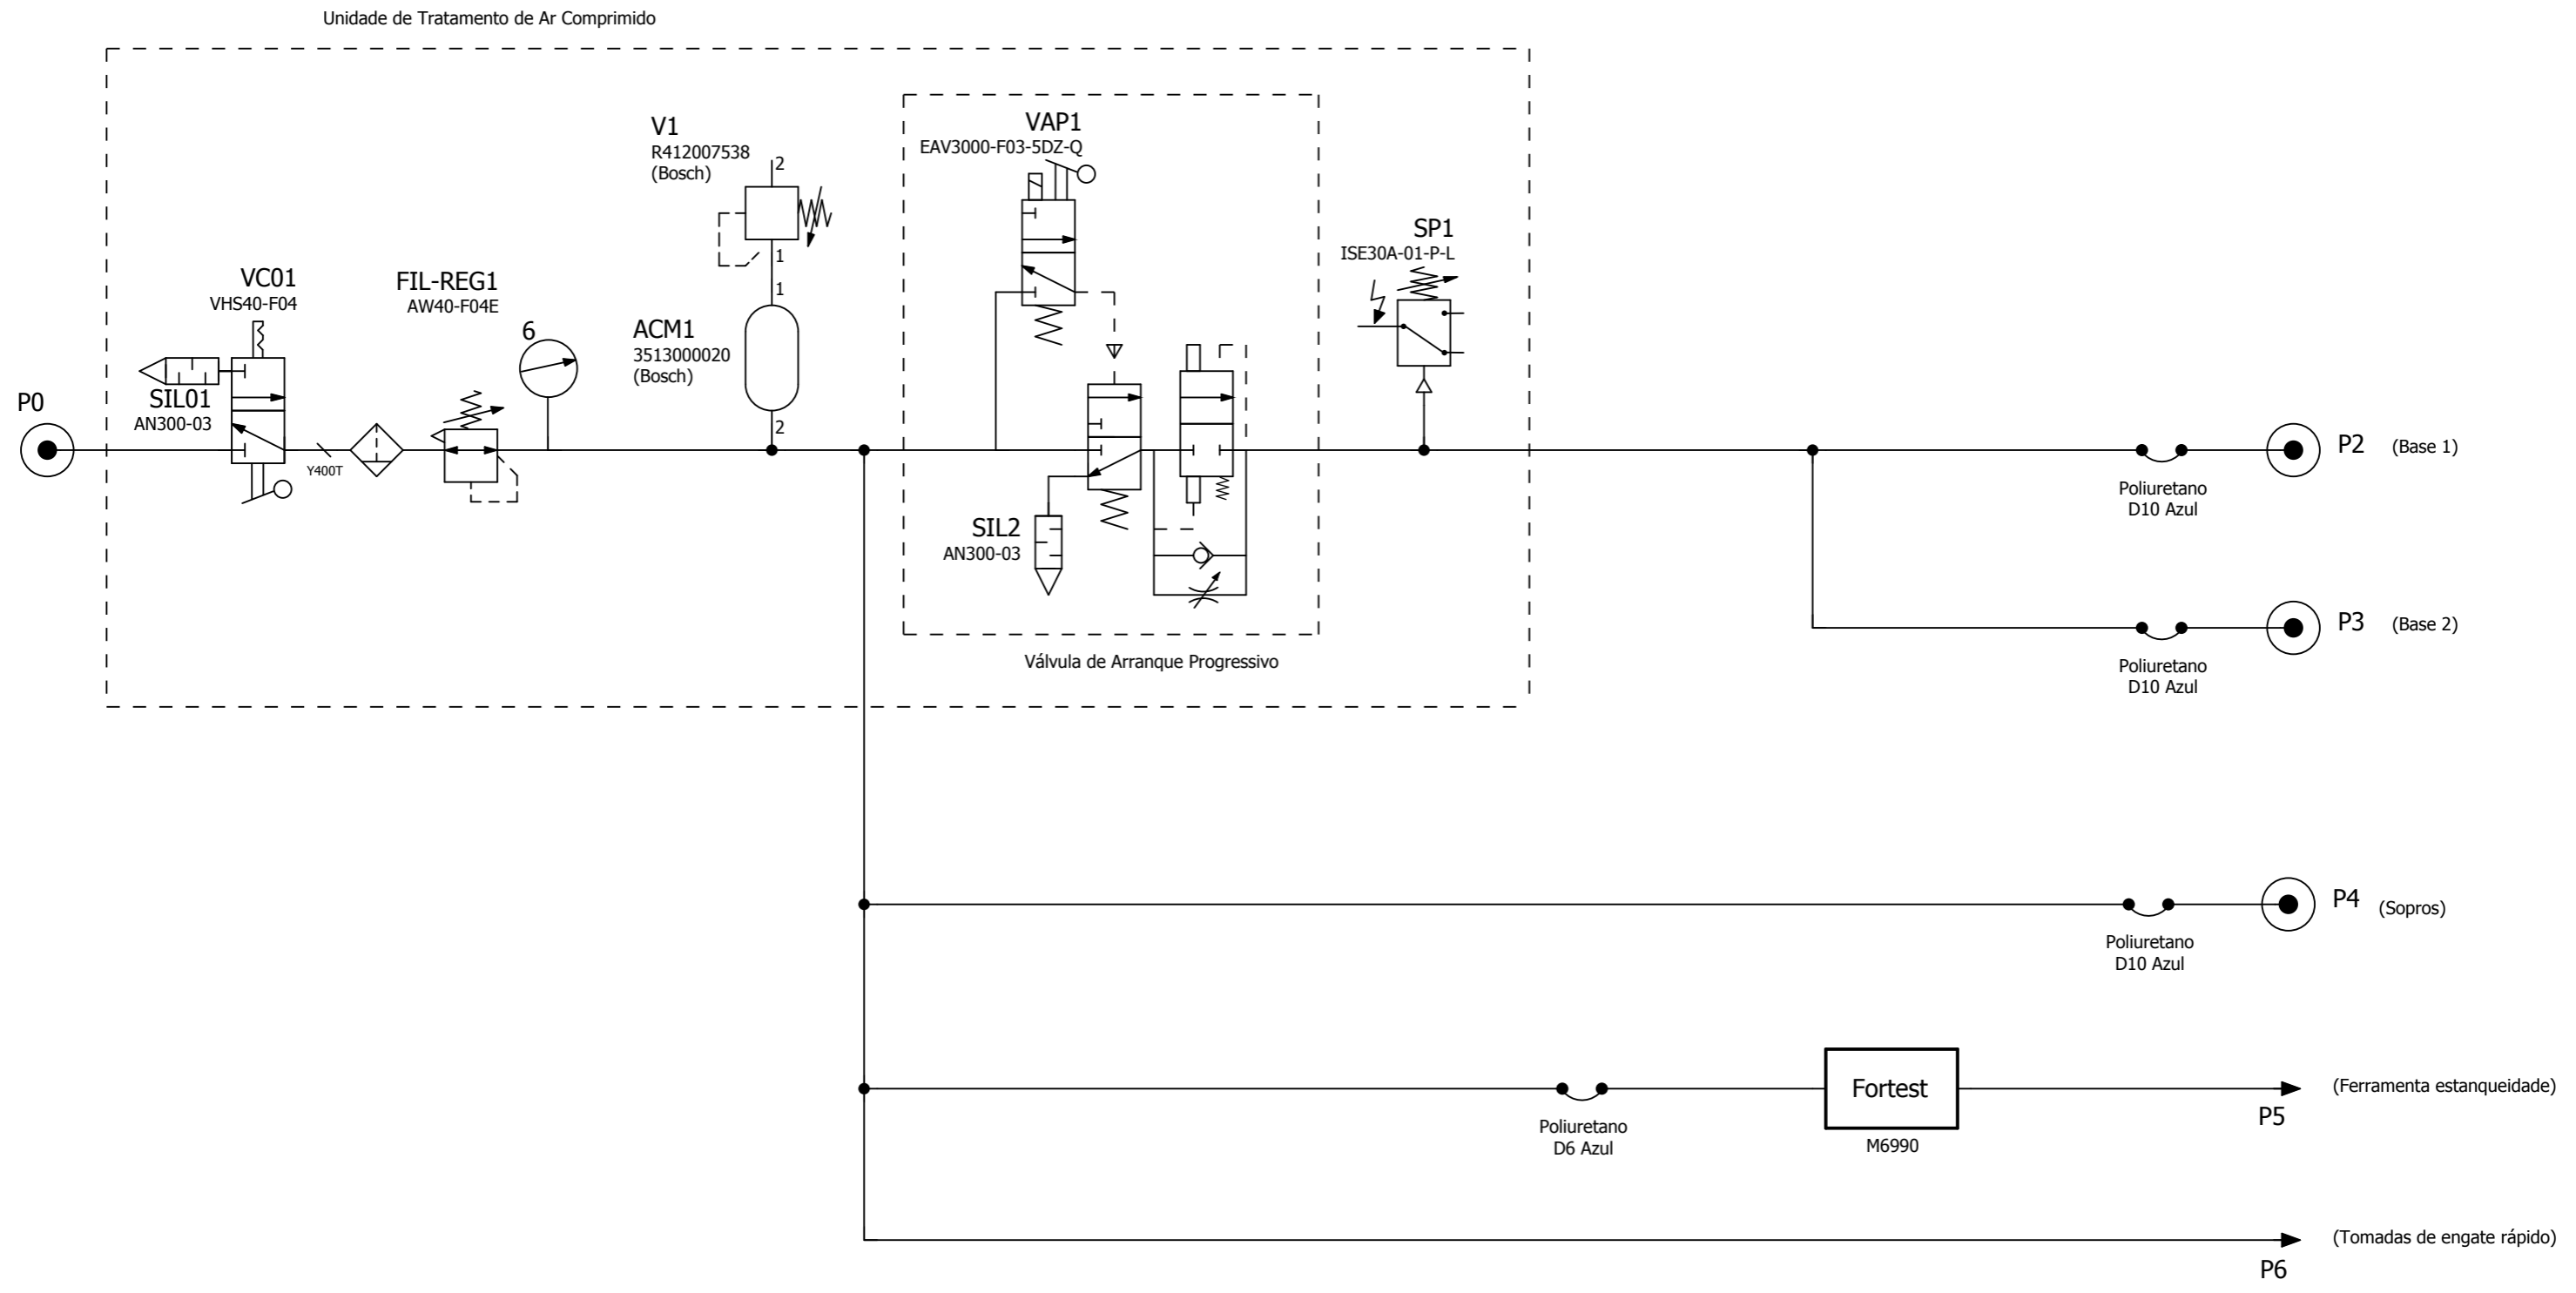 Unidade de Tratamento de Ar Comprimido
V1
R412007538
(Bosch)
2
1
1
VAP1
EAV3000-F03-5DZ-Q
SP1
ISE30A-01-P-L
VC01
VHS40-F04
FIL-REG1
AW40-F04E
6
ACM1
3513000020
(Bosch)
2
P0
SIL01
AN300-03
Y400T
SIL2
AN300-03
Válvula de Arranque Progressivo
P2 (Base 1)
Poliuretano
D10 Azul
P3 (Base 2)
Poliuretano
D10 Azul
P4 (Sopros)
Poliuretano
D10 Azul
Poliuretano
D6 Azul
Fortest
M6990
(Ferramenta estanqueidade)
P5
(Tomadas de engate rápido)
P6